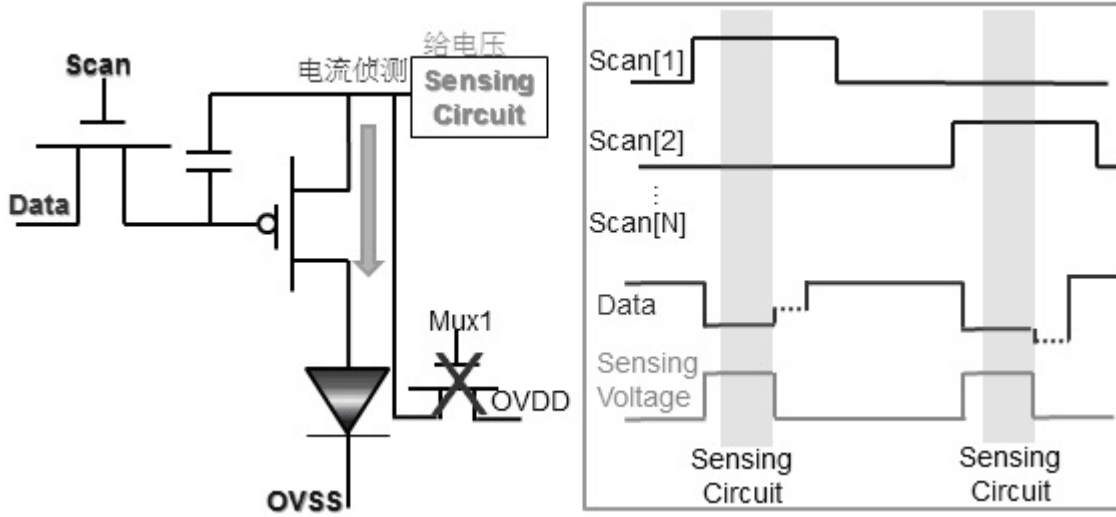 给电压
Scan
电流侦测
Sensing
Circuit
Data
Mux1
OVDD
OVSS
Scan[1]
Scan[2]
⋮
Scan[N]
Data
Sensing
Voltage
Sensing
Circuit
Sensing
Circuit